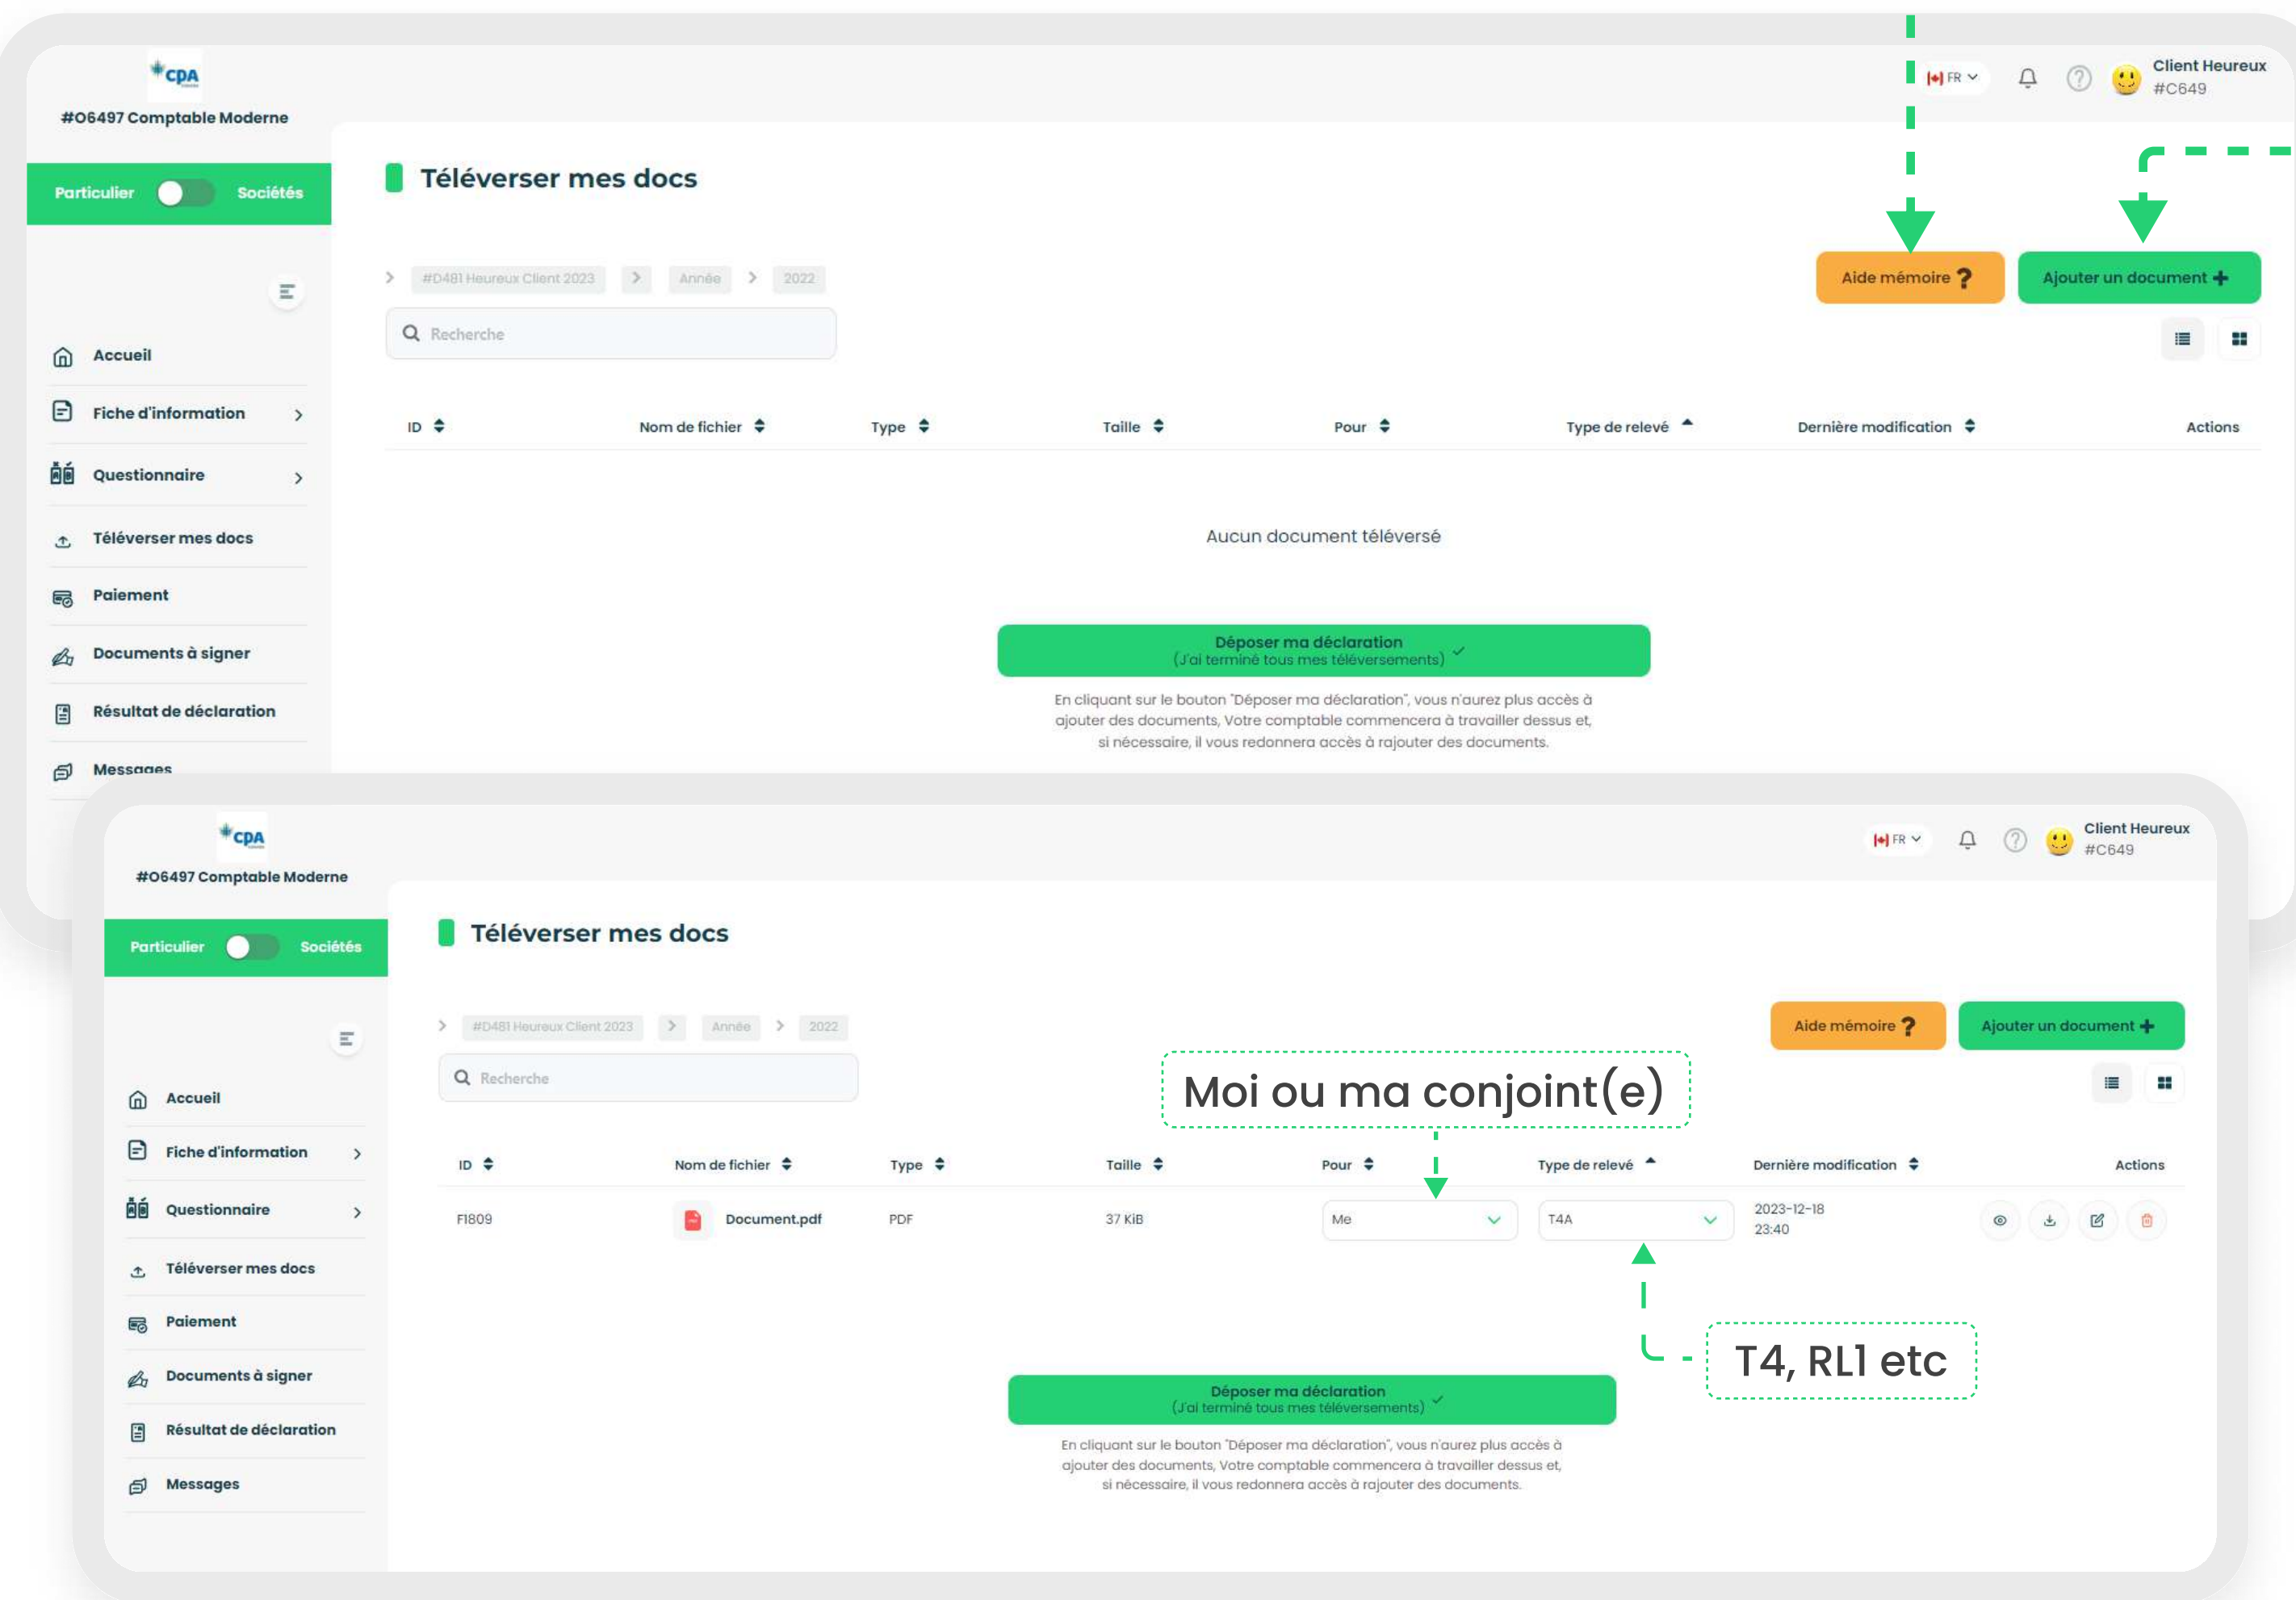 CPA
#O6497 Comptable Moderne
FR
Client Heureux
#C649
Particulier Sociétés
Téléverser mes docs
#D481 Heureux Client 2023 > Année > 2022
Aide mémoire ?
Ajouter un document +
Recherche
Accueil
Fiche d'information
Questionnaire
Téléverser mes docs
Paiement
Documents à signer
Résultat de déclaration
Messages
ID Nom de fichier Type Taille Pour Type de relevé Dernière modification Actions
Aucun document téléversé
Déposer ma déclaration
(J'ai terminé tous mes téléversements)
En cliquant sur le bouton "Déposer ma déclaration", vous n'aurez plus accès à
ajouter des documents, Votre comptable commencera à travailler dessus et,
si nécessaire, il vous redonnera accès à rajouter des documents.
CPA
#O6497 Comptable Moderne
FR
Client Heureux
#C649
Particulier Sociétés
Téléverser mes docs
#D481 Heureux Client 2023 > Année > 2022
Aide mémoire ?
Ajouter un document +
Recherche
Moi ou ma conjoint(e)
Accueil
Fiche d'information
Questionnaire
Téléverser mes docs
Paiement
Documents à signer
Résultat de déclaration
Messages
ID Nom de fichier Type Taille Pour Type de relevé Dernière modification Actions
F1809 Document.pdf PDF 37 KiB Me T4A 2023-12-18
23:40
T4, RL1 etc
Déposer ma déclaration
(J'ai terminé tous mes téléversements)
En cliquant sur le bouton "Déposer ma déclaration", vous n'aurez plus accès à
ajouter des documents, Votre comptable commencera à travailler dessus et,
si nécessaire, il vous redonnera accès à rajouter des documents.